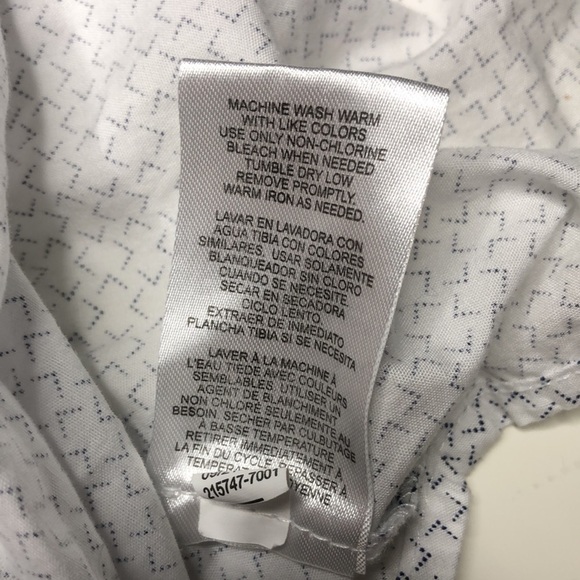 MACHINE WASH WARM
WITH LIKE COLORS
USE ONLY NON-CHLORINE
BLEACH WHEN NEEDED
TUMBLE DRY LOW
REMOVE PROMPTLY.
WARM IRON AS NEEDED.
LAVAR EN LAVADORA CON
AGUA TIBIA CON COLORES
SIMILARES, USAR SOLAMENTE
BLANQUEADOR SIN CLORO
CUANDO SE NECESITE
SECAR EN SECADORA
CICLO LENTO
EXTRAER DE INMEDIATO
PLANCHA TIBIA SI SE NECESITA
LAVER À LA MACHINE À
L'EAU TIEDE AVEC COULEURS
SEMBLABLES. UTILISER UN
AGENT DE BLANCHIMENT
NON CHLORÉ SEULEMENT AU
BESOIN. SÉCHER PAR CULBUTAGE
À BASSE TEMPÉRATURE
RETIRER IMMÉDIATEMENT À
LA FIN DU CYCLE. REPASSER À
215747-7001